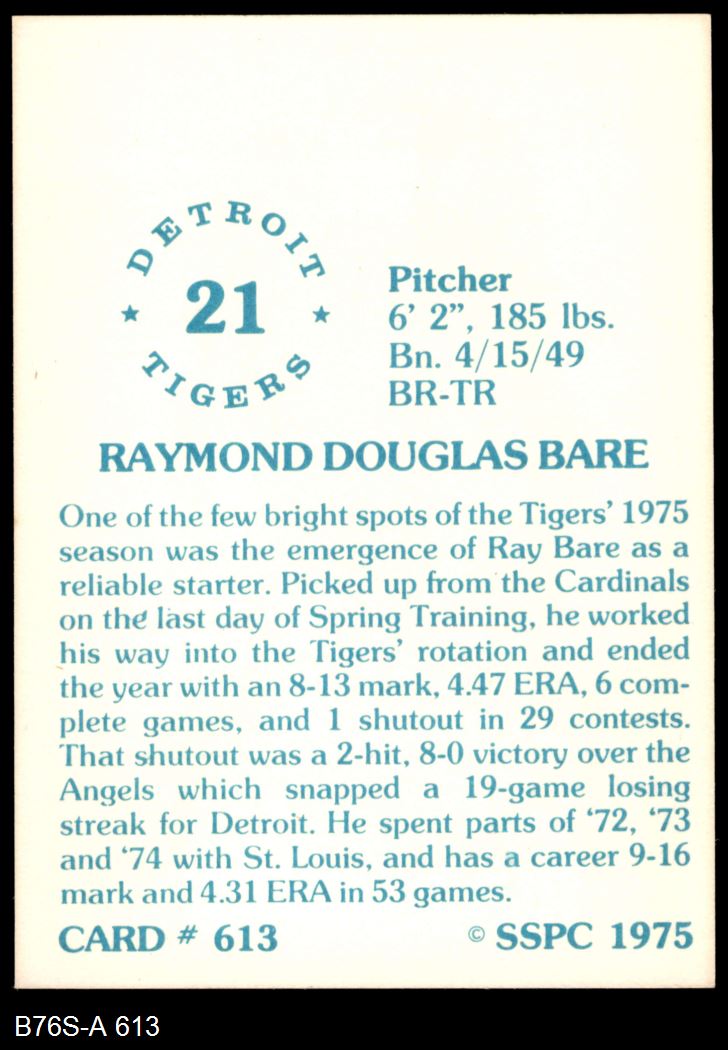 DETROIT
21
TIGERS
Pitcher
6' 2”, 185 lbs.
Bn. 4/15/49
BR-TR
RAYMOND DOUGLAS BARE
One of the few bright spots of the Tigers’ 1975
season was the emergence of Ray Bare as a
reliable starter. Picked up from the Cardinals
on the last day of Spring Training, he worked
his way into the Tigers’ rotation and ended
the year with an 8-13 mark, 4.47 ERA, 6 com-
plete games, and 1 shutout in 29 contests.
That shutout was a 2-hit, 8-0 victory over the
Angels which snapped a 19-game losing
streak for Detroit. He spent parts of ‘72, ‘73
and ‘74 with St. Louis, and has a career 9-16
mark and 4.31 ERA in 53 games.
CARD # 613
© SSPC 1975
B76S-A 613